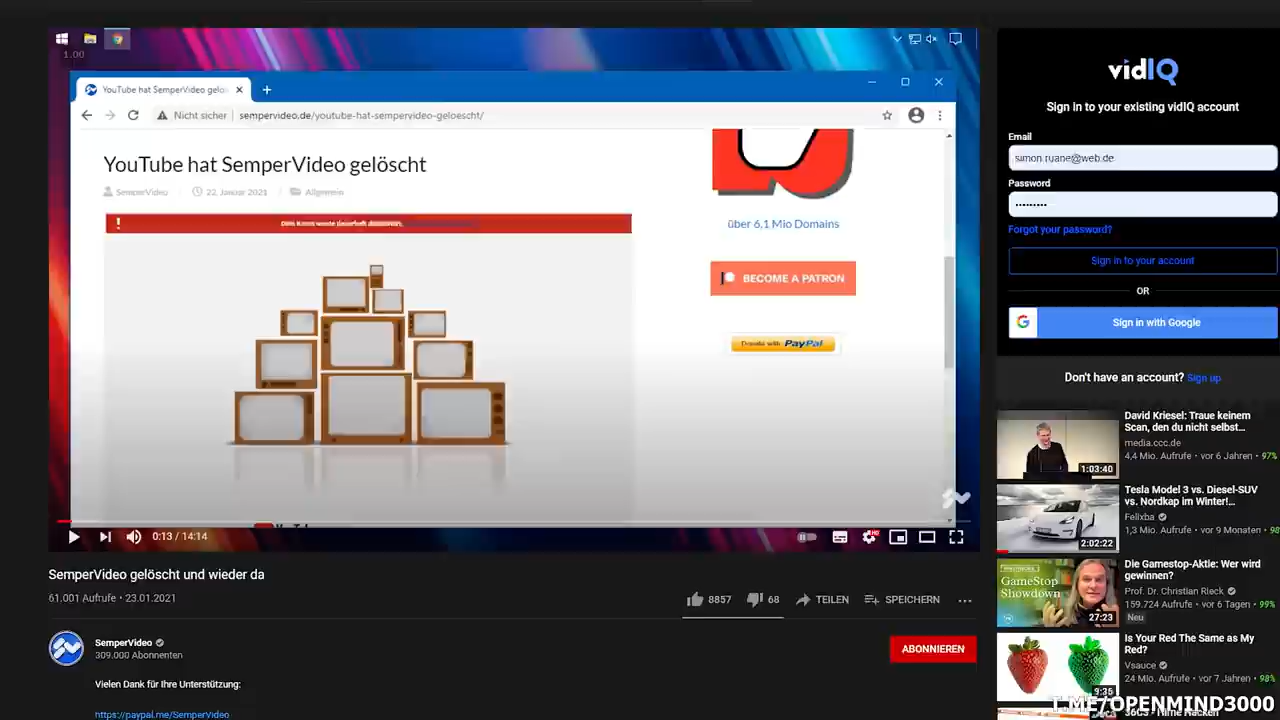 1.00
YouTube hat SemperVideo gelö
Nicht sicher
sempervideo.de/youtube-hat-sempervideo-geloescht/
YouTube hat SemperVideo gelöscht
SemperVideo
22. Januar 2021
Allgemein
über 6,1 Mio Domains
BECOME A PATRON
Donate with PayPal
0:13 / 14:14
SemperVideo gelöscht und wieder da
61.001 Aufrufe • 23.01.2021
8857
68
TEILEN
SPEICHERN
SemperVideo
309.000 Abonnenten
ABONNIEREN
Vielen Dank für Ihre Unterstützung:
https://paypal.me/SemperVideo
vidIQ
Sign in to your existing vidIQ account
Email
simon.ruane@web.de
Password
•••••••••
Forgot your password?
Sign in to your account
OR
G
Sign in with Google
Don't have an account? Sign up
1:03:40
David Kriesel: Traue keinem
Scan, den du nicht selbst…
media.ccc.de
4,4 Mio. Aufrufe • vor 6 Jahren • 97%
2:02:22
Tesla Model 3 vs. Diesel-SUV
vs. Nordkap im Winter!…
Felixba
1,3 Mio. Aufrufe • vor 9 Monaten • 98
GameStop
Showdown
27:23
Die Gamestop-Aktie: Wer wird
gewinnen?
Prof. Dr. Christian Rieck
159.724 Aufrufe • vor 6 Tagen • 99%
Neu
9:36
Is Your Red The Same as My
Red?
Vsauce
24 Mio. Aufrufe • vor 7 Jahren • 98%
T.ME/OPENMIND3000